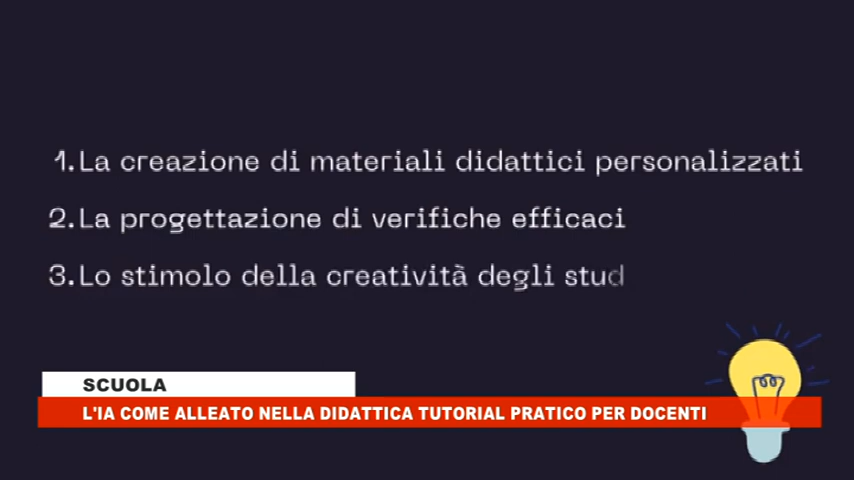 1. La creazione di materiali didattici personalizzati
2. La progettazione di verifiche efficaci
3. Lo stimolo della creatività degli stud
SCUOLA
L'IA COME ALLEATO NELLA DIDATTICA TUTORIAL PRATICO PER DOCENTI